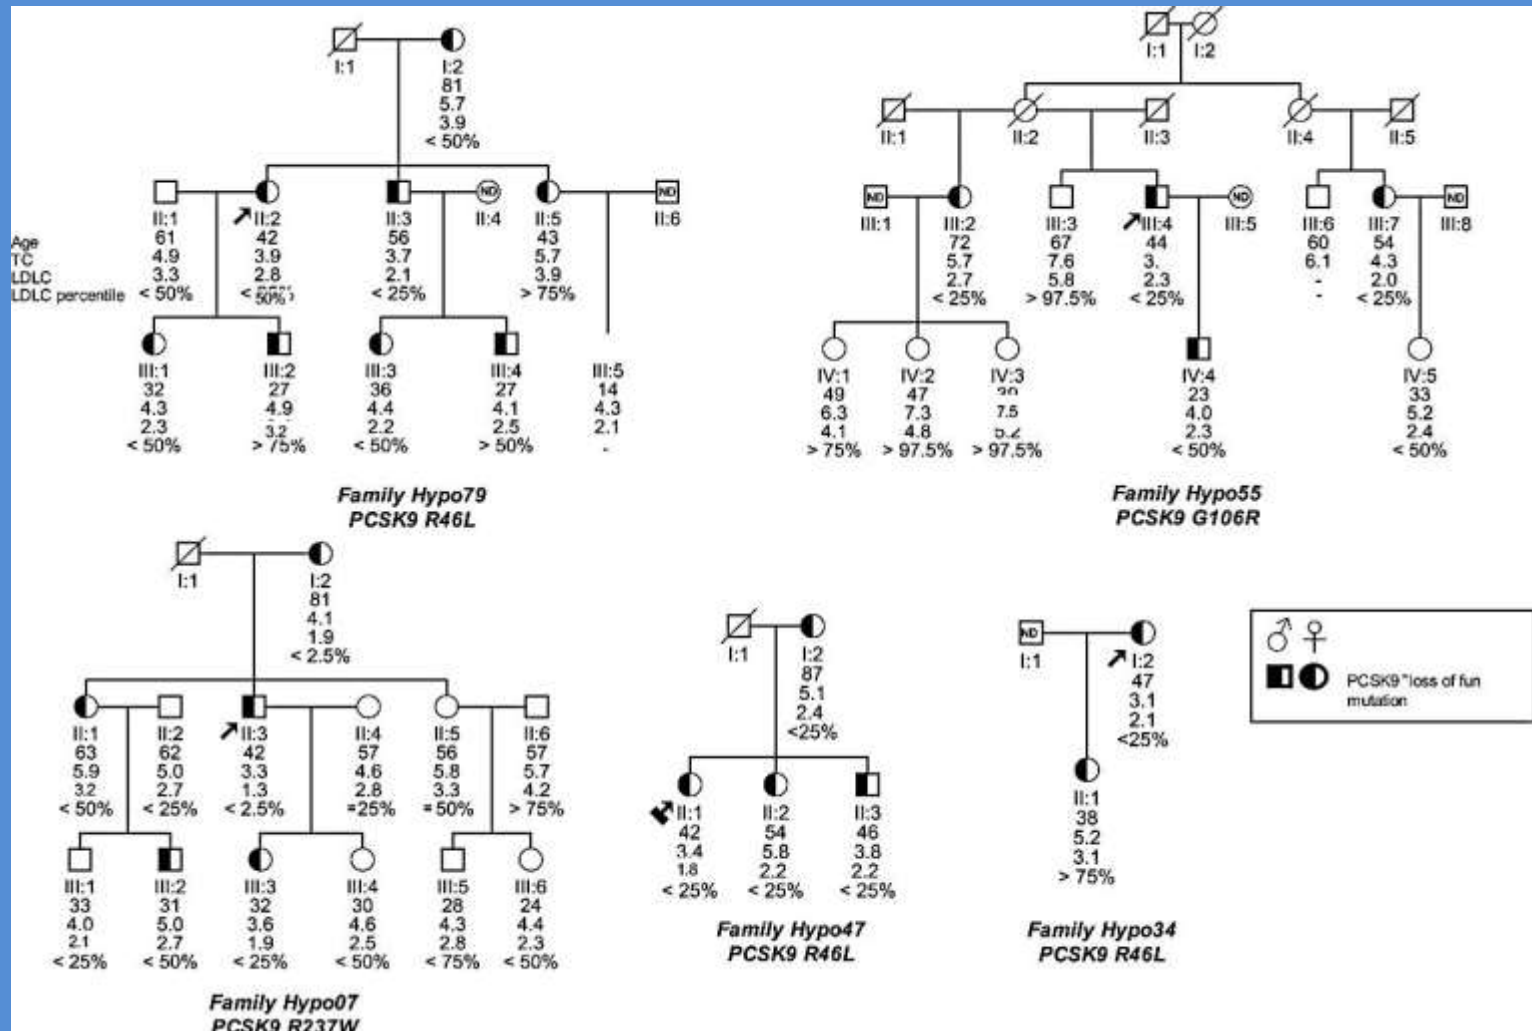 I:1
I:2
81
5.7
3.9
< 50%
Age
TC
LDLC
LDLC percentile
II:1
61
4.9
3.3
< 50%
II:2
42
3.9
2.8
< 50%
II:3
56
3.7
2.1
< 25%
ND
II:4
II:5
43
5.7
3.9
> 75%
ND
II:6
III:1
32
4.3
2.3
< 50%
III:2
27
4.9
3.2
> 75%
III:3
36
4.4
2.2
< 50%
III:4
27
4.1
2.5
> 50%
III:5
14
4.3
2.1
-
Family Hypo79
PCSK9 R46L
I:1
I:2
II:1
II:2
II:3
II:4
II:5
ND
III:1
III:2
72
5.7
2.7
< 25%
III:3
67
7.6
5.8
> 97.5%
III:4
44
3.
2.3
< 25%
ND
III:5
III:6
60
6.1
-
-
III:7
54
4.3
2.0
< 25%
ND
III:8
IV:1
49
6.3
4.1
> 75%
IV:2
47
7.3
4.8
> 97.5%
IV:3
7.5
5.2
> 97.5%
IV:4
23
4.0
2.3
< 50%
IV:5
33
5.2
2.4
< 50%
Family Hypo55
PCSK9 G106R
I:1
I:2
81
4.1
1.9
< 2.5%
II:1
63
5.9
3.2
< 50%
II:2
62
5.0
2.7
< 25%
II:3
42
3.3
1.3
< 2.5%
II:4
57
4.6
2.8
=25%
II:5
56
5.8
3.3
=50%
II:6
57
5.7
4.2
> 75%
III:1
33
4.0
2.1
< 25%
III:2
31
5.0
2.7
< 50%
III:3
32
3.6
1.9
< 25%
III:4
30
4.6
2.5
< 50%
III:5
28
4.3
2.8
< 75%
III:6
24
4.4
2.3
< 50%
Family Hypo07
PCSK9 R237W
I:1
I:2
87
5.1
2.4
<25%
II:1
42
3.4
1.8
< 25%
II:2
54
5.8
2.2
< 25%
II:3
46
3.8
2.2
< 25%
Family Hypo47
PCSK9 R46L
ND
I:1
I:2
47
3.1
2.1
<25%
II:1
38
5.2
3.1
> 75%
Family Hypo34
PCSK9 R46L
♂ ♀
PCSK9 "loss of fun
mutation